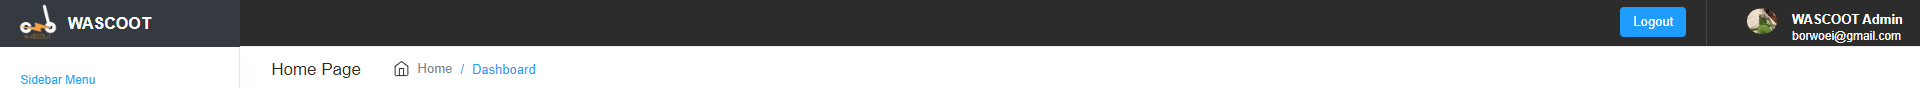 WASCOOT
Logout
WASCOOT Admin
borwoei@gmail.com
Home Page
Home / Dashboard
Sidebar Menu